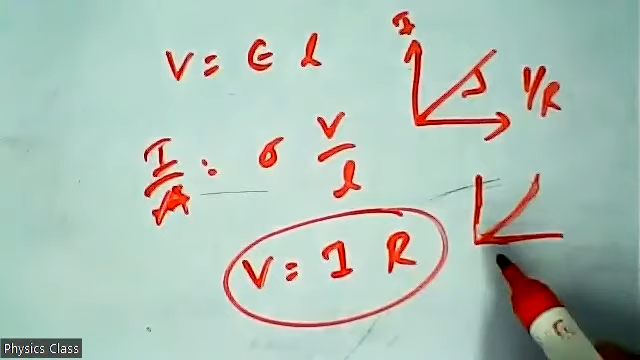 V = E l
I
1/R
I/A : σ V/l
V = I R
Physics Class